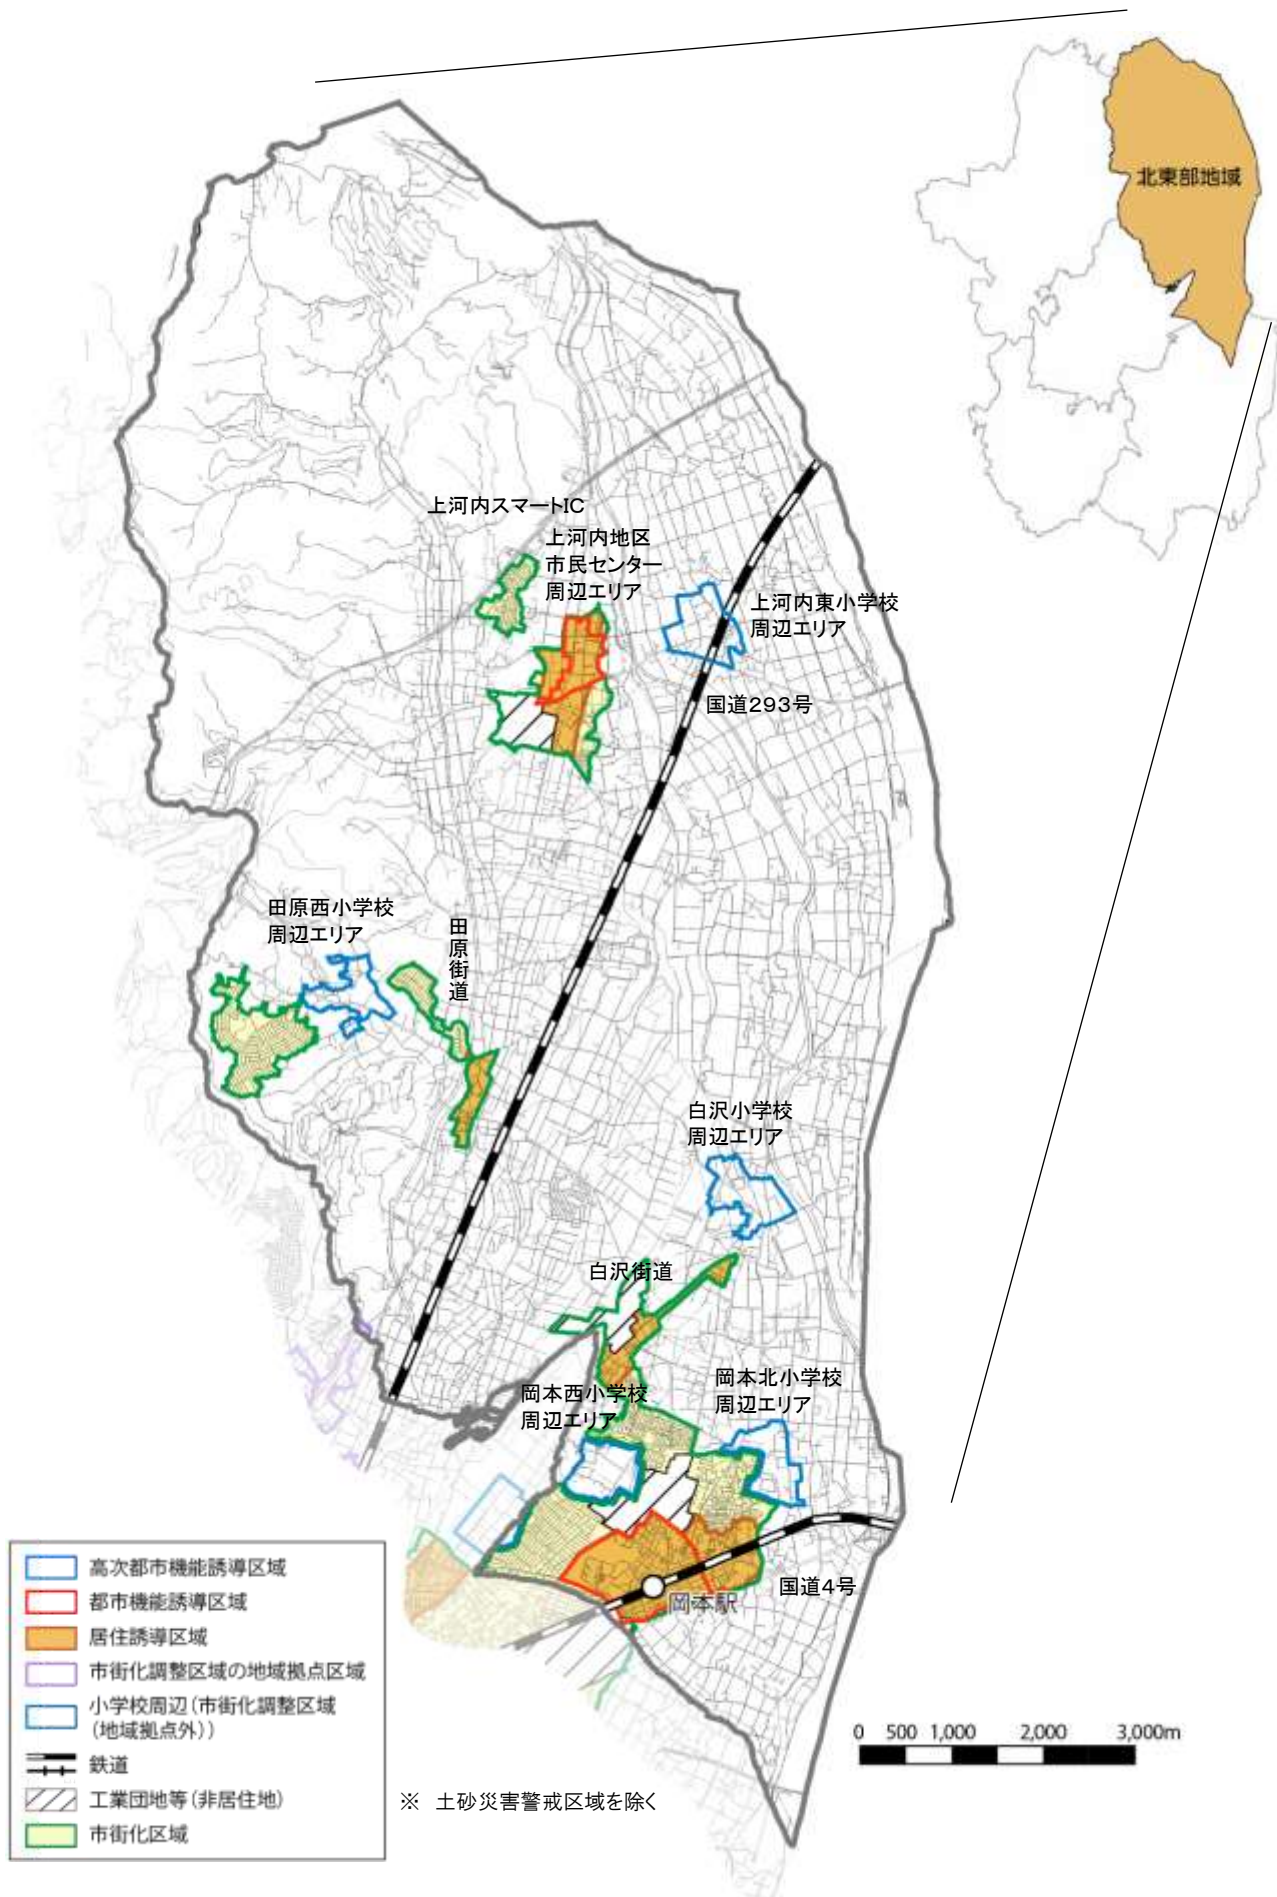 北東部地域
上河内スマートIC
上河内地区
市民センター
周辺エリア
上河内東小学校
周辺エリア
国道293号
田原西小学校
周辺エリア
田原街道
白沢小学校
周辺エリア
白沢街道
岡本西小学校
周辺エリア
岡本北小学校
周辺エリア
国道4号
岡本駅
高次都市機能誘導区域
都市機能誘導区域
居住誘導区域
市街化調整区域の地域拠点区域
小学校周辺(市街化調整区域
(地域拠点外))
鉄道
工業団地等(非居住地)
市街化区域
※ 土砂災害警戒区域を除く
0 500 1,000 2,000 3,000m